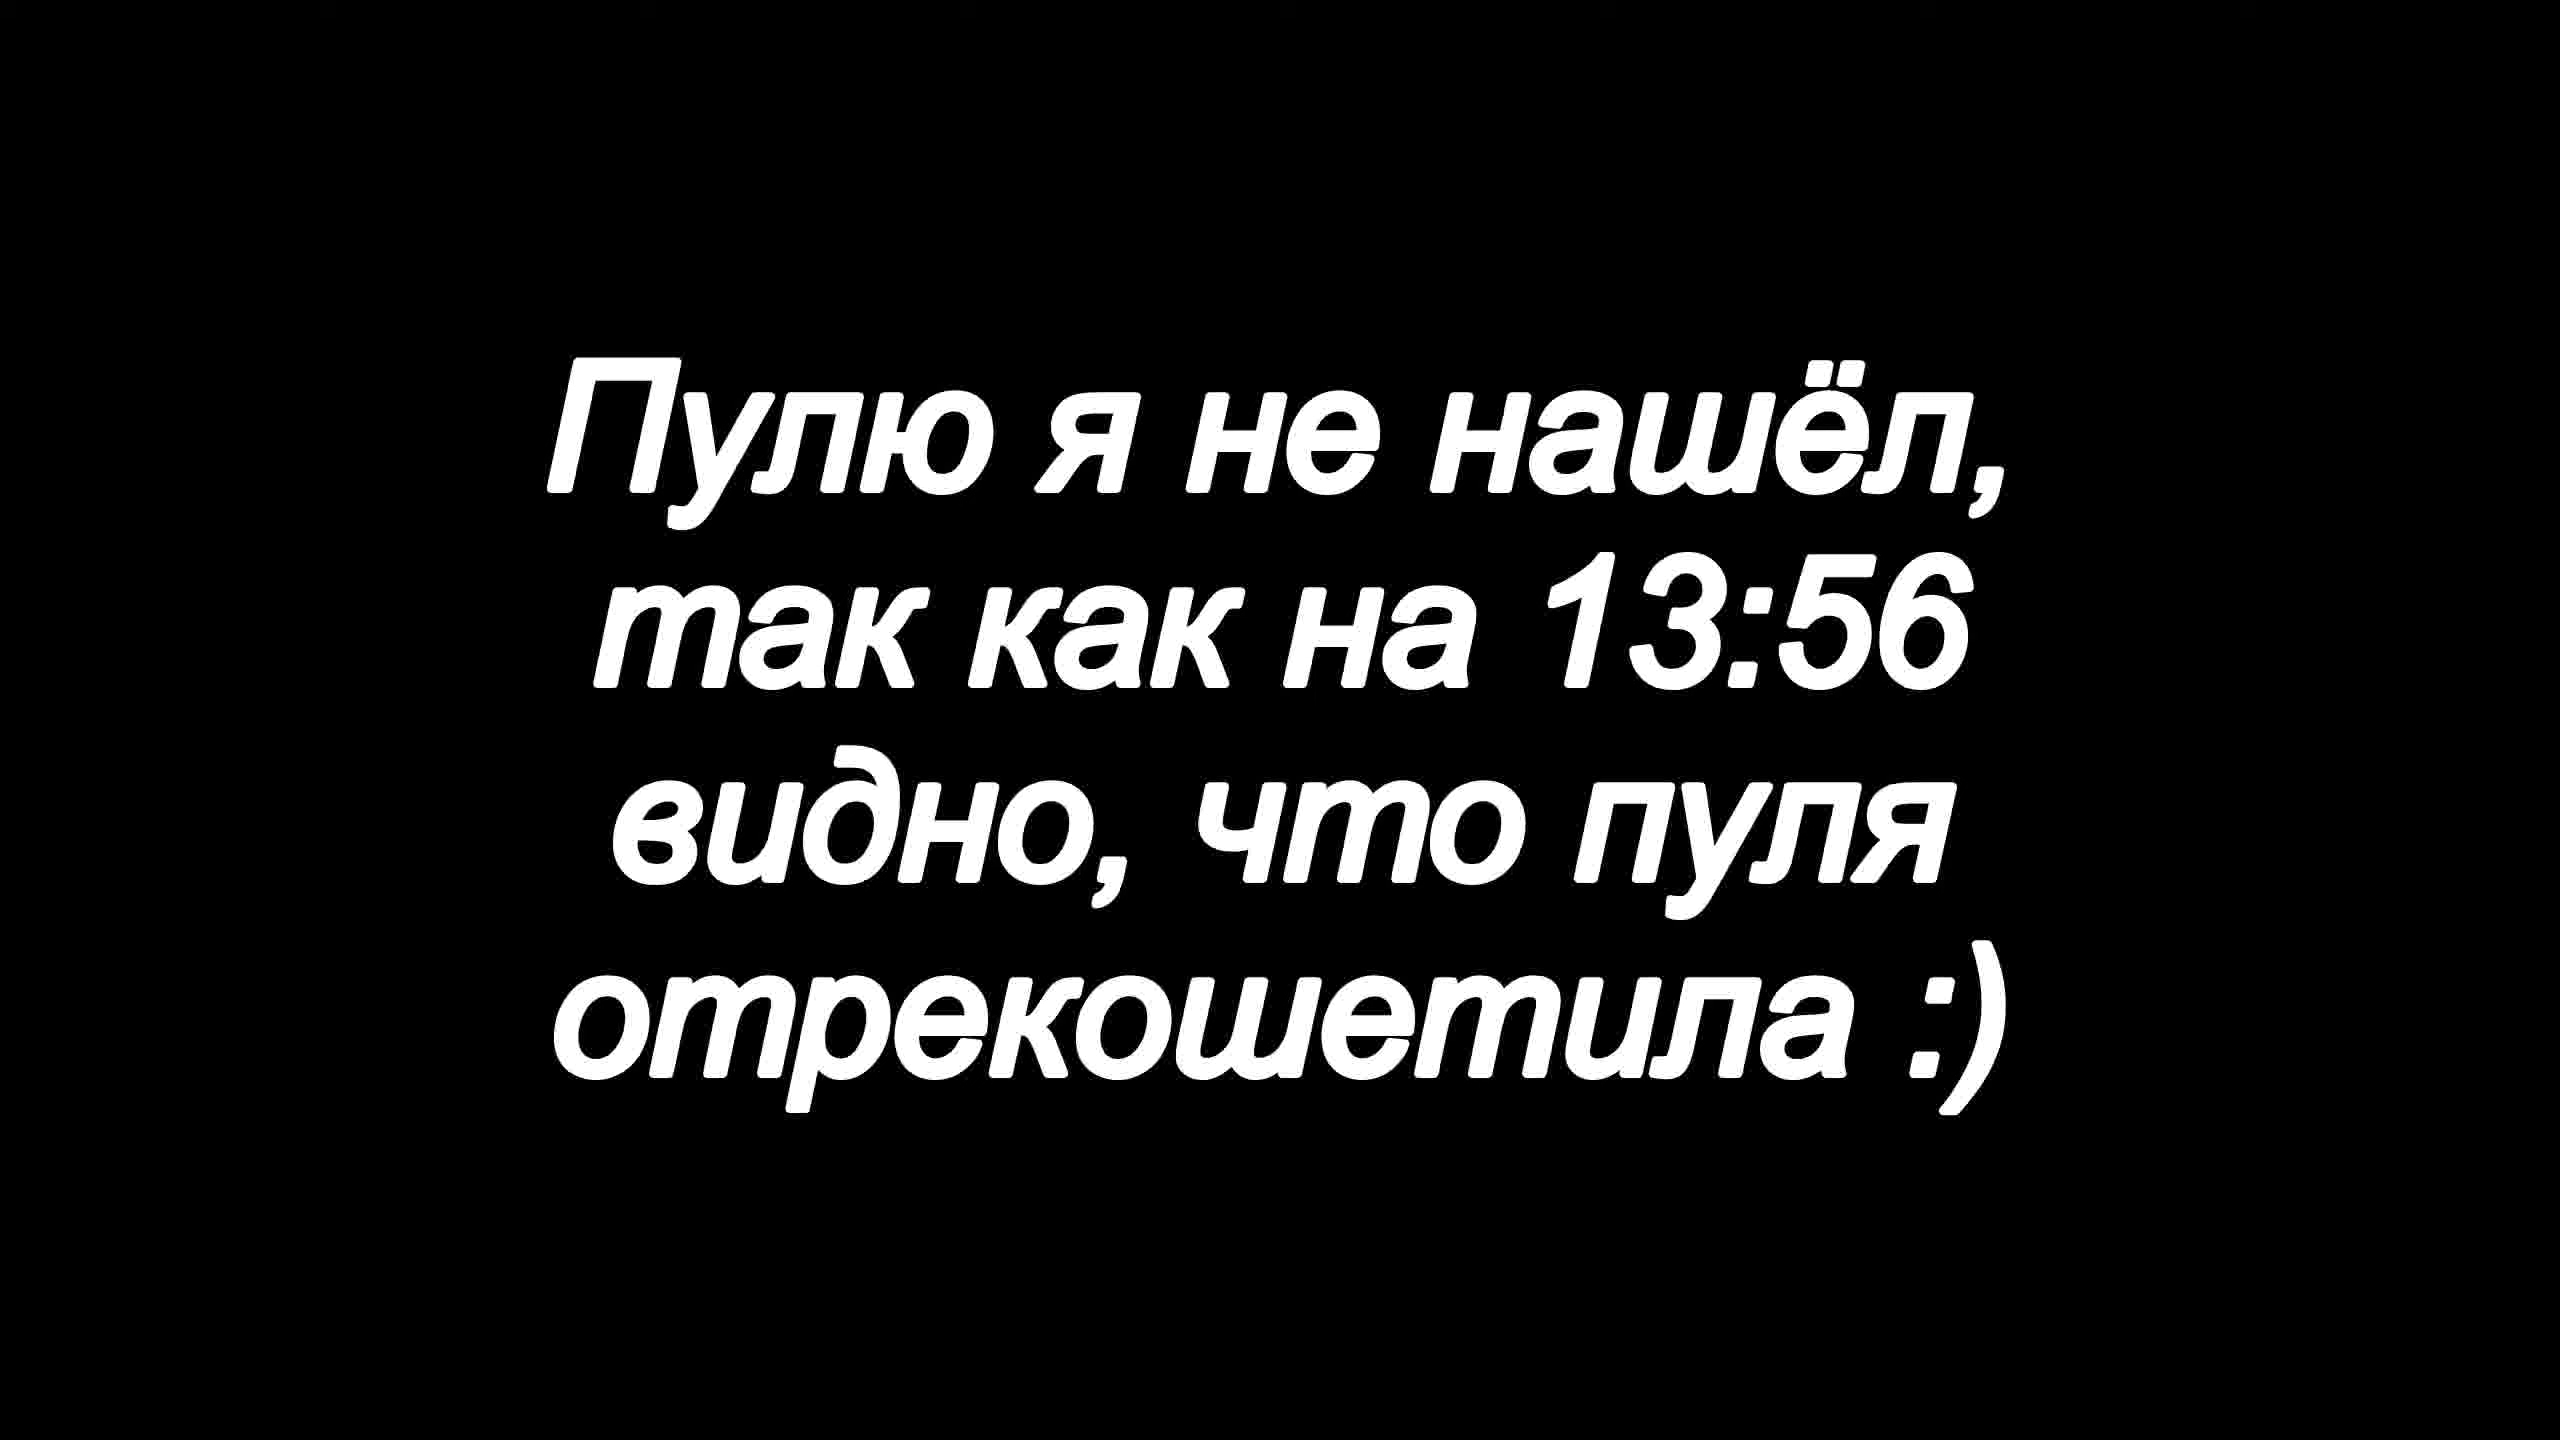 Пулю я не нашёл,
так как на 13:56
видно, что пуля
отрекошетила :)